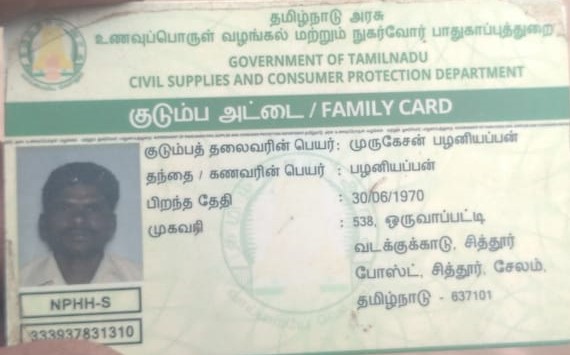 தமிழ்நாடு அரசு
உணவுப்பொருள் வழங்கல் மற்றும் நுகர்வோர் பாதுகாப்புத்துறை
GOVERNMENT OF TAMILNADU
CIVIL SUPPLIES AND CONSUMER PROTECTION DEPARTMENT
குடும்ப அட்டை / FAMILY CARD
குடும்பத் தலைவரின் பெயர் : முருகேசன் பழனியப்பன்
தந்தை / கணவரின் பெயர் : பழனியப்பன்
பிறந்த தேதி : 30/06/1970
முகவரி : 538, ஒருவாப்பட்டி
வடக்குக்காடு, சித்தூர்
போஸ்ட், சித்தூர், சேலம்,
தமிழ்நாடு - 637101
NPHH-S
333937831310